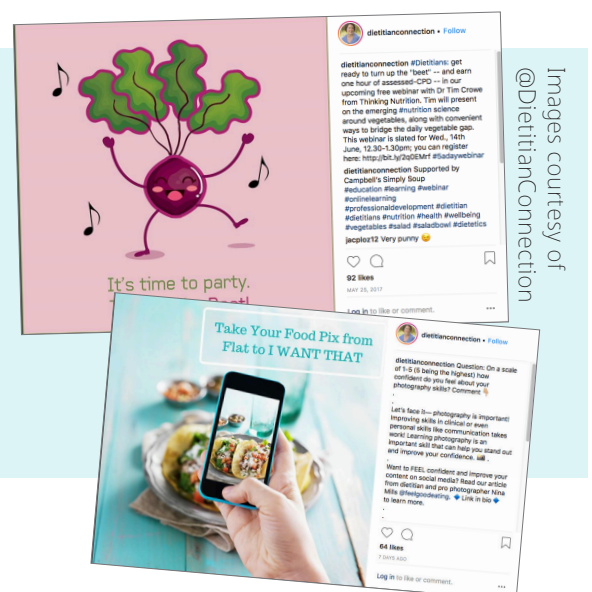 dietitianconnection • Follow
dietitianconnection #Dietitians: get
ready to turn up the "beet" -- and earn
one hour of assessed-CPD -- in our
upcoming free webinar with Dr Tim Crowe
from Thinking Nutrition. Tim will present
on the emerging #nutrition science
around vegetables, along with convenient
ways to bridge the daily vegetable gap.
This webinar is slated for Wed., 14th
June, 12.30-1.30pm; you can register
here: http://bit.ly/2q0EMrf #5adaywebinar
dietitianconnection Supported by
Campbell's Simply Soup
#education #learning #webinar
#onlinelearning
#professionaldevelopment #dietitian
#dietitians #nutrition #health #wellbeing
#vegetables #salad #saladbowl #dietetics
jacploz12 Very punny
92 likes
MAY 25, 2017
Log in to like or comment.
It's time to party.
Beet!
Images courtesy of
@DietitianConnection
Take Your Food Pix from
Flat to I WANT THAT
dietitianconnection • Follow
dietitianconnection Question: On a scale
of 1-5 (5 being the highest) how
confident do you feel about your
photography skills? Comment
.
.
Let's face it— photography is important!
Improving skills in clinical or even
personal skills like communication takes
work! Learning photography is an
important skill that can help you stand out
and improve your confidence.
.
Want to FEEL confident and improve your
content on social media? Read our article
from dietitian and pro photographer Nina
Mills @feelgoodeating. Link in bio
to learn more.
.
.
64 likes
7 DAYS AGO
Log in to like or comment.